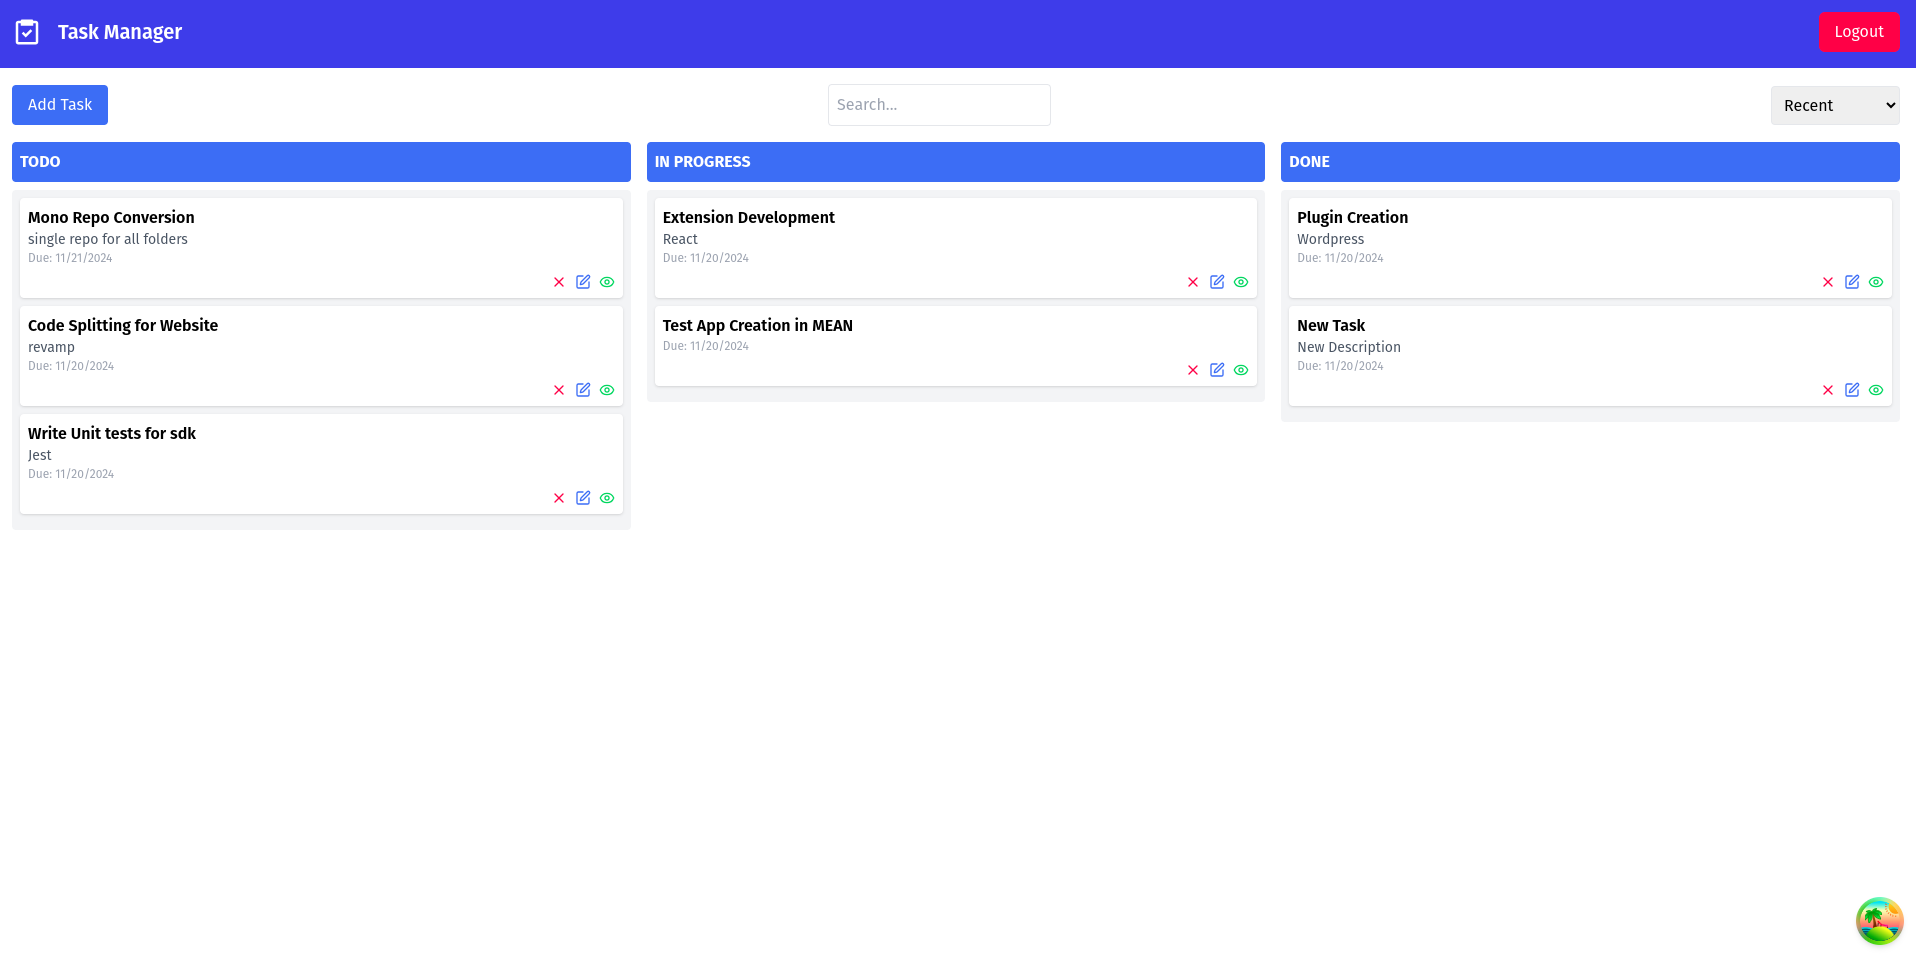 Task Manager
Logout
Add Task
Search...
Recent
TODO
Mono Repo Conversion
single repo for all folders
Due: 11/21/2024
Code Splitting for Website
revamp
Due: 11/20/2024
Write Unit tests for sdk
Jest
Due: 11/20/2024
IN PROGRESS
Extension Development
React
Due: 11/20/2024
Test App Creation in MEAN
Due: 11/20/2024
DONE
Plugin Creation
Wordpress
Due: 11/20/2024
New Task
New Description
Due: 11/20/2024